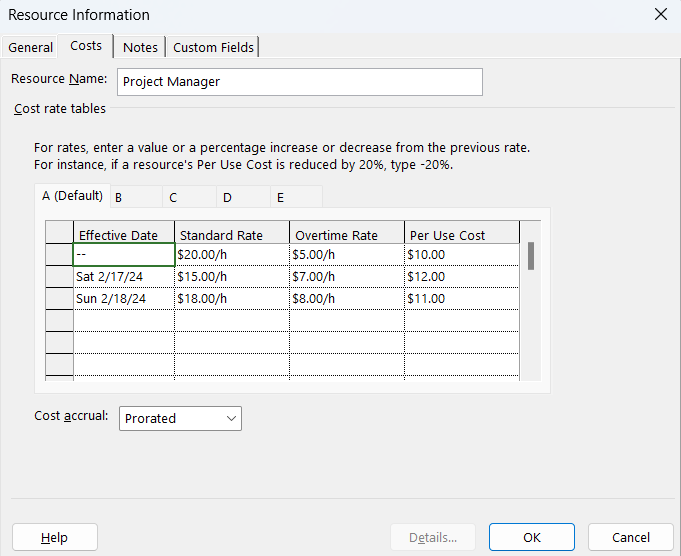 Resource Information
General Costs Notes Custom Fields
Resource Name: Project Manager
Cost rate tables
For rates, enter a value or a percentage increase or decrease from the previous rate.
For instance, if a resource's Per Use Cost is reduced by 20%, type -20%.
A (Default) B C D E
Effective Date Standard Rate Overtime Rate Per Use Cost
-- $20.00/h $5.00/h $10.00
Sat 2/17/24 $15.00/h $7.00/h $12.00
Sun 2/18/24 $18.00/h $8.00/h $11.00
Cost accrual: Prorated
Help Details... OK Cancel